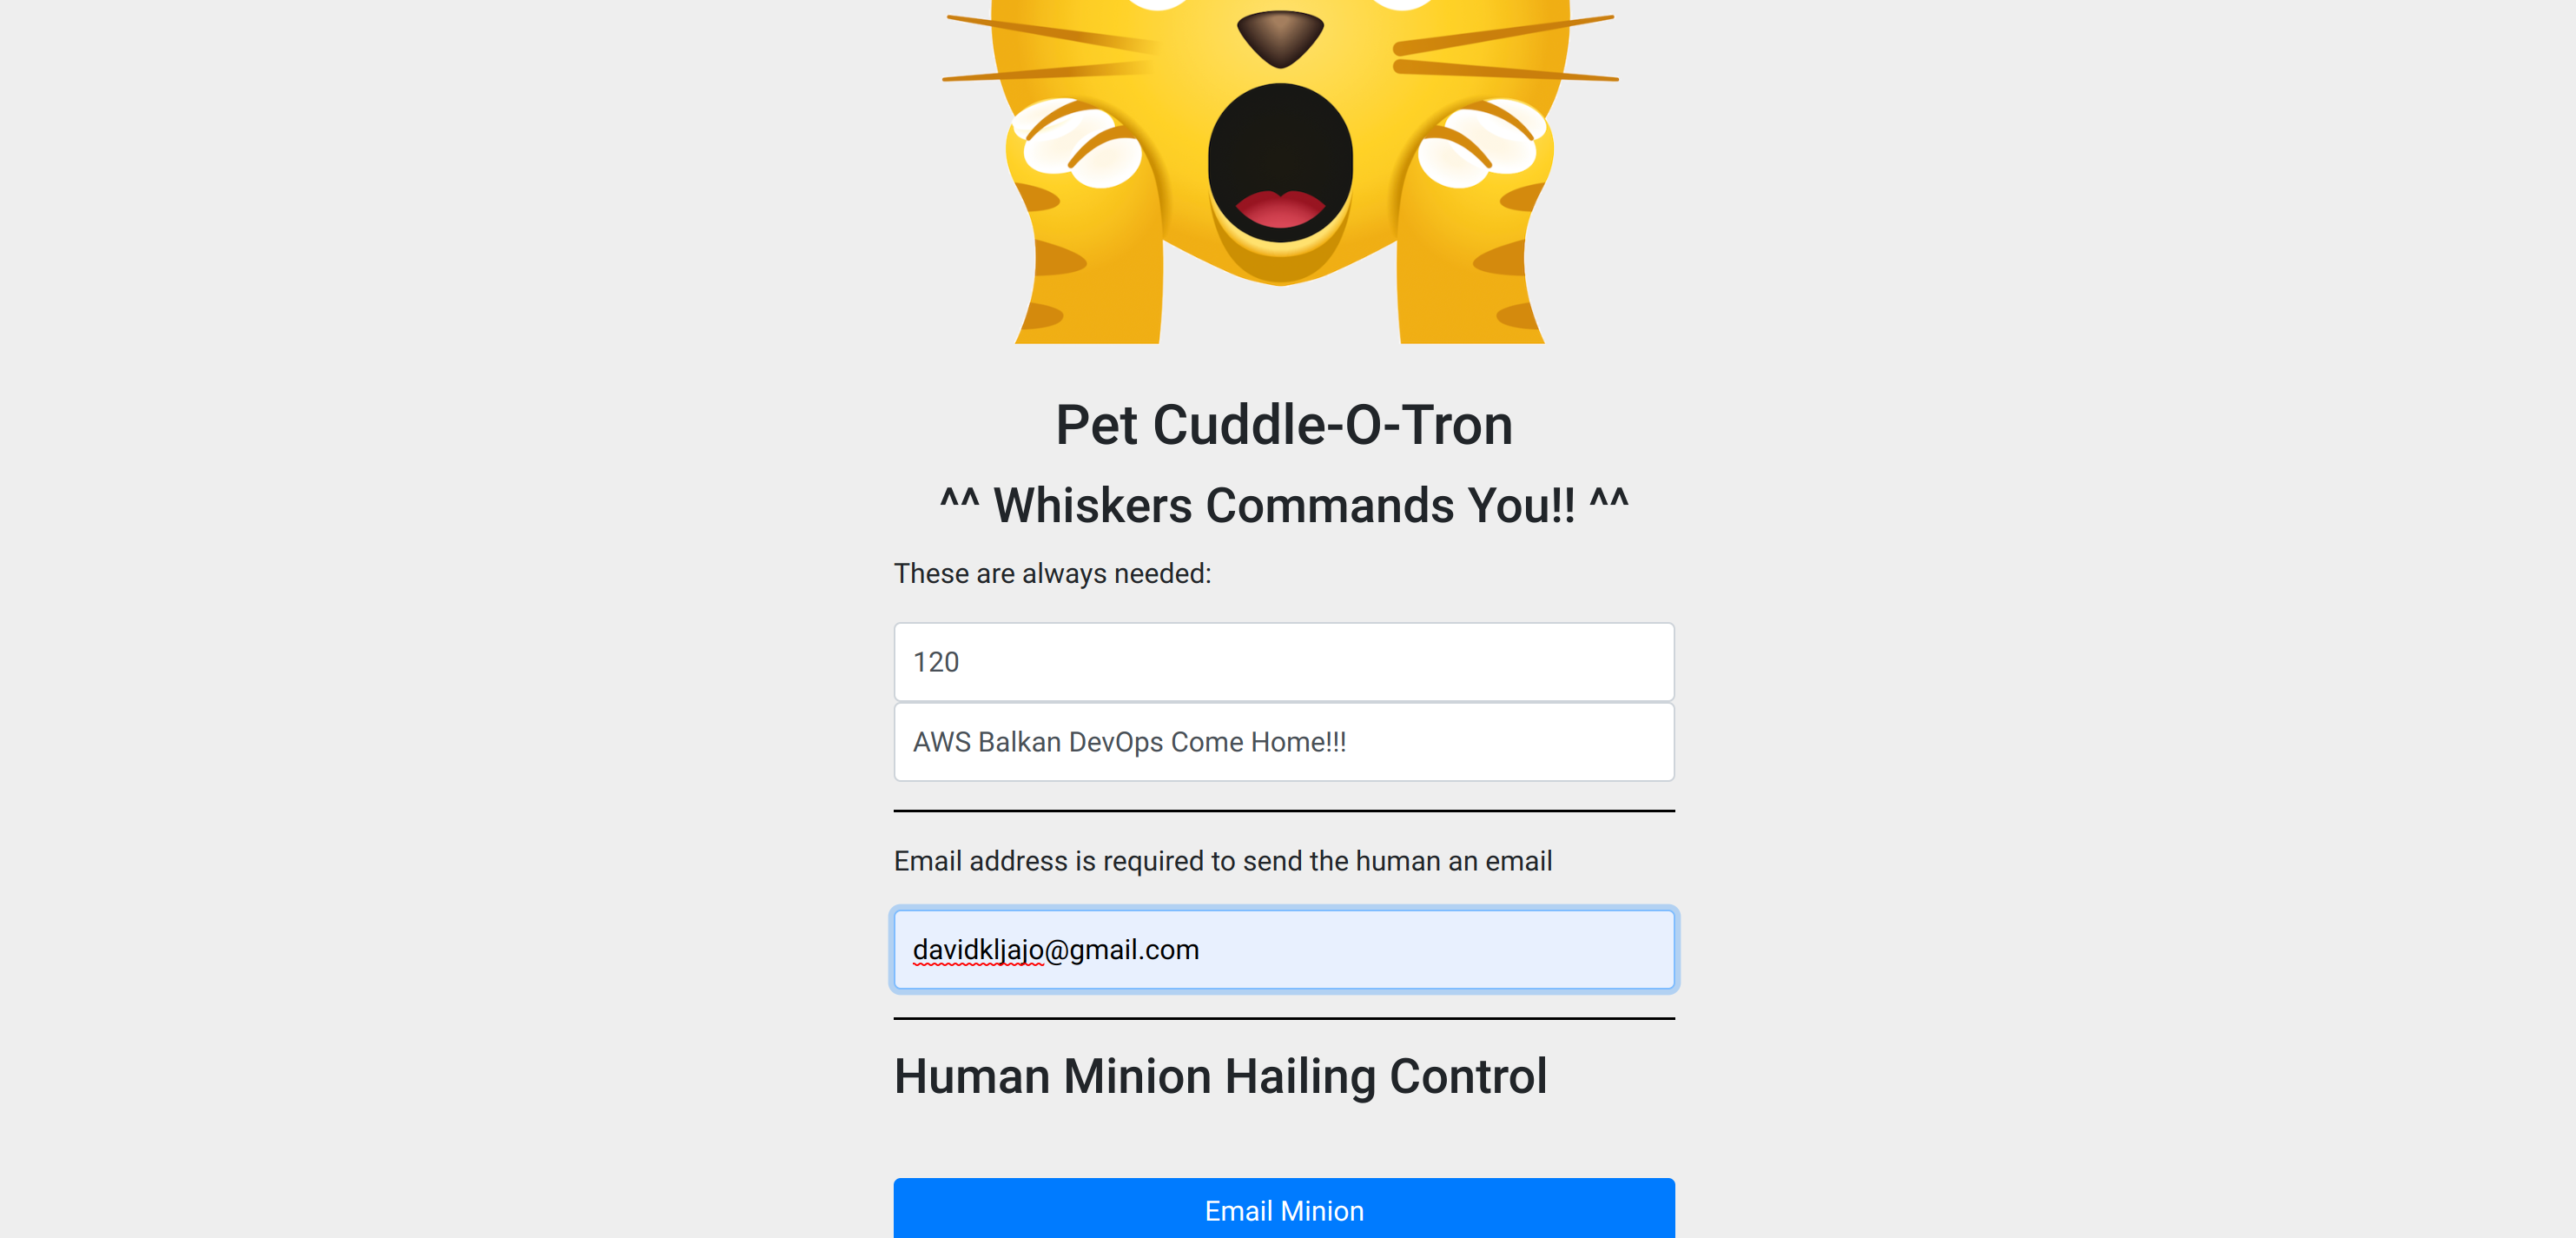 Pet Cuddle-O-Tron
^^ Whiskers Commands You!! ^^
These are always needed:
120
AWS Balkan DevOps Come Home!!!
Email address is required to send the human an email
davidkljajo@gmail.com
Human Minion Hailing Control
Email Minion